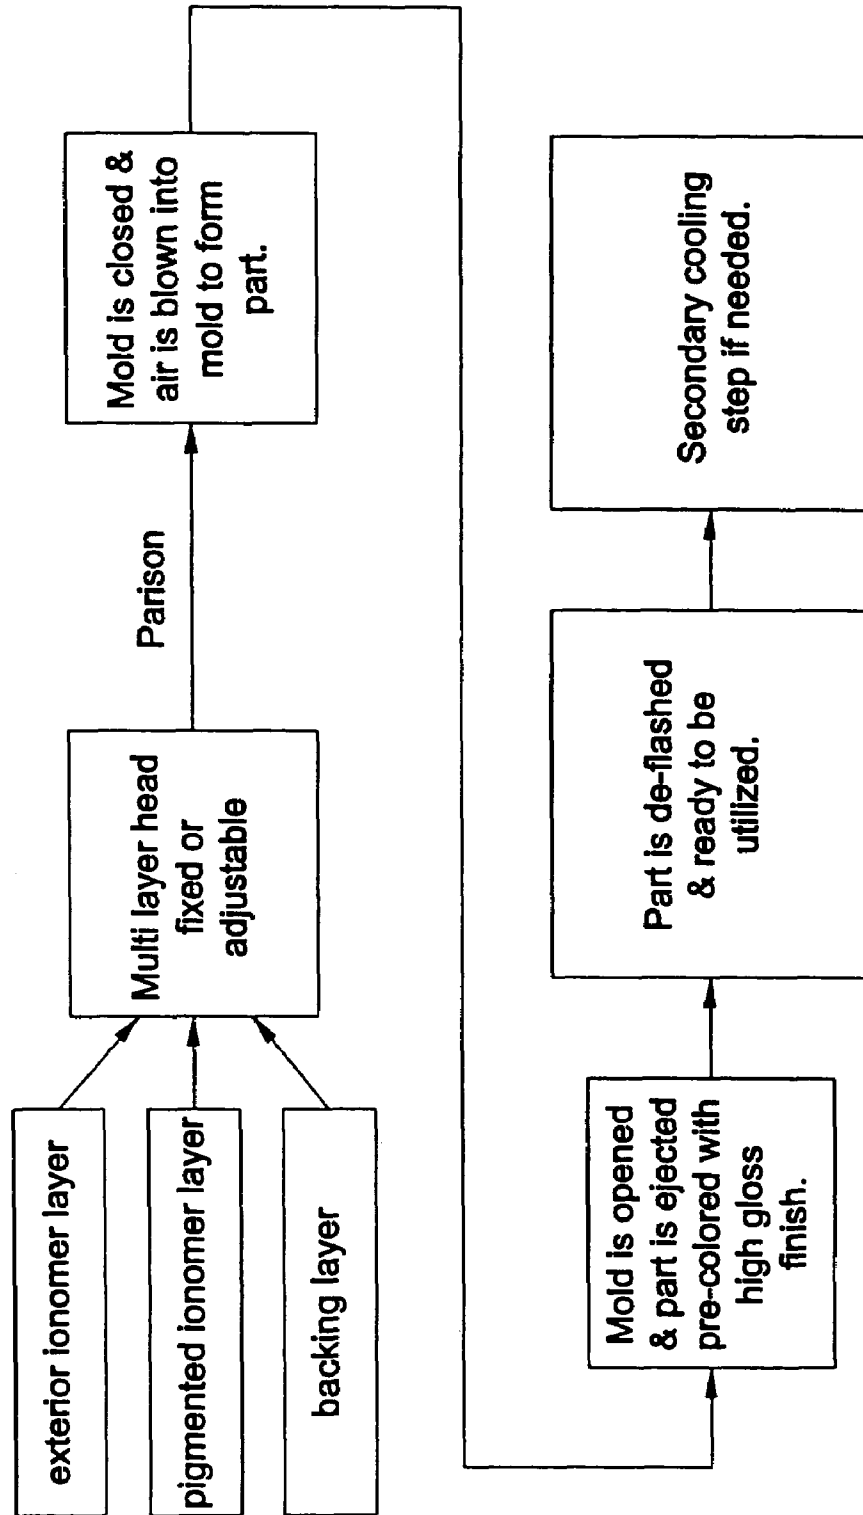 exterior ionomer layer
pigmented ionomer layer
backing layer
Multi layer head
fixed or
adjustable
Parison
Mold is closed &
air is blown into
mold to form
part.
Mold is opened
& part is ejected
pre-colored with
high gloss
finish.
Part is de-flashed
& ready to be
utilized.
Secondary cooling
step if needed.